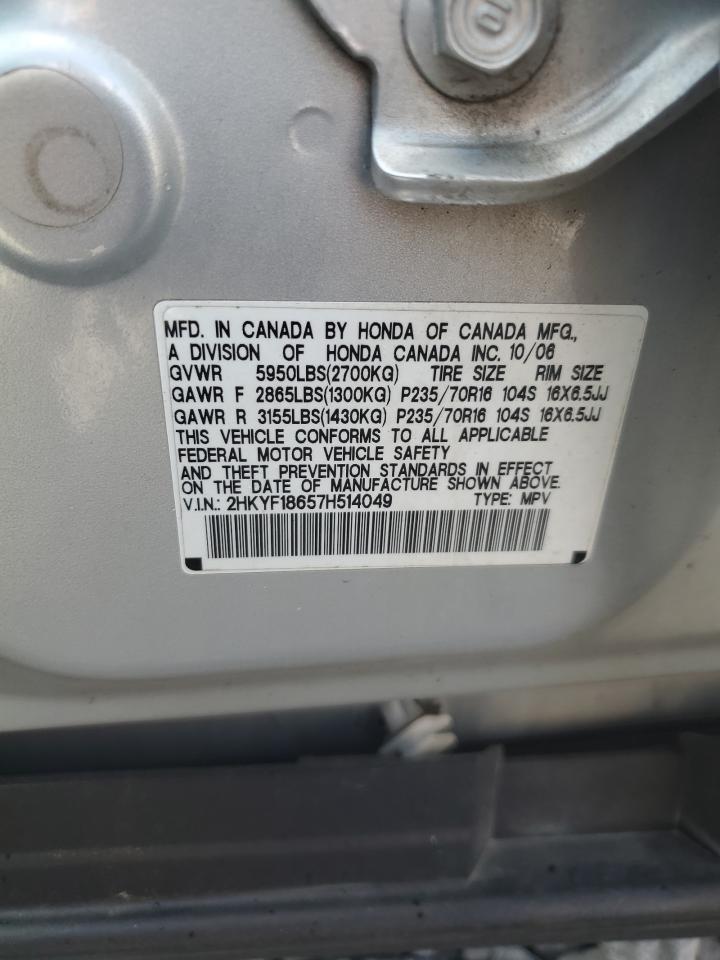 10
MFD. IN CANADA BY HONDA OF CANADA MFG.,
A DIVISION OF HONDA CANADA INC. 10/06
GVWR 5950LBS(2700KG) TIRE SIZE RIM SIZE
GAWR F 2865LBS(1300KG) P235/70R16 104S 16X6.5JJ
GAWR R 3155LBS(1430KG) P235/70R16 104S 16X6.5JJ
THIS VEHICLE CONFORMS TO ALL APPLICABLE
FEDERAL MOTOR VEHICLE SAFETY
AND THEFT PREVENTION STANDARDS IN EFFECT
ON THE DATE OF MANUFACTURE SHOWN ABOVE.
V.I.N.: 2HKYF18657H514049 TYPE: MPV